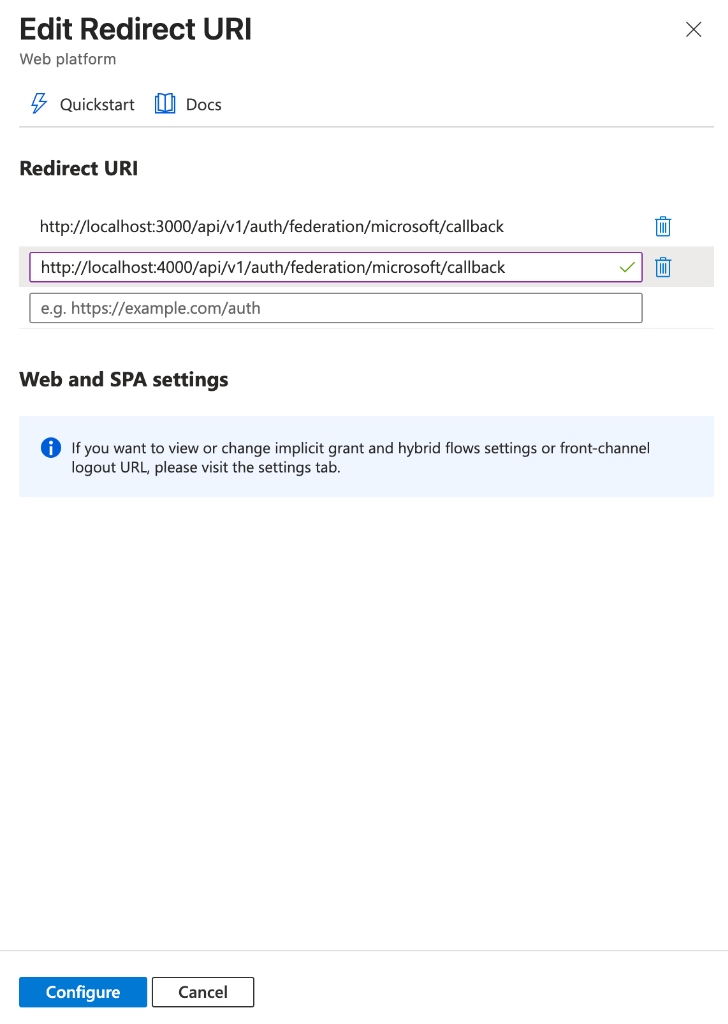 Edit Redirect URI
Web platform
Quickstart
Docs
Redirect URI
http://localhost:3000/api/v1/auth/federation/microsoft/callback
http://localhost:4000/api/v1/auth/federation/microsoft/callback
e.g. https://example.com/auth
Web and SPA settings
If you want to view or change implicit grant and hybrid flows settings or front-channel
logout URL, please visit the settings tab.
Configure
Cancel